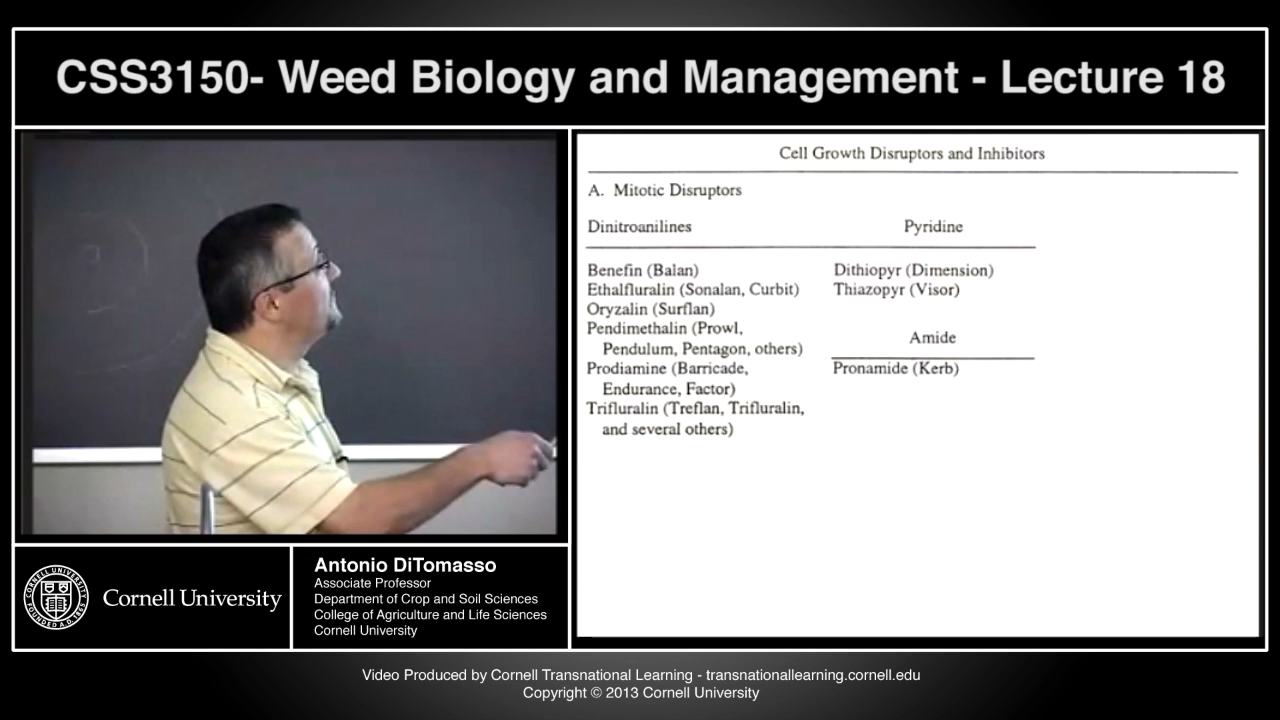 CSS3150- Weed Biology and Management - Lecture 18
Cell Growth Disruptors and Inhibitors
A. Mitotic Disruptors
Dinitroanilines
Benefin (Balan)
Ethalfluralin (Sonalan, Curbit)
Oryzalin (Surflan)
Pendimethalin (Prowl,
Pendulum, Pentagon, others)
Prodiamine (Barricade,
Endurance, Factor)
Trifluralin (Treflan, Trifluralin,
and several others)
Pyridine
Dithiopyr (Dimension)
Thiazopyr (Visor)
Amide
Pronamide (Kerb)
Cornell University
Antonio DiTomasso
Associate Professor
Department of Crop and Soil Sciences
College of Agriculture and Life Sciences
Cornell University
Video Produced by Cornell Transnational Learning - transnationallearning.cornell.edu
Copyright © 2013 Cornell University